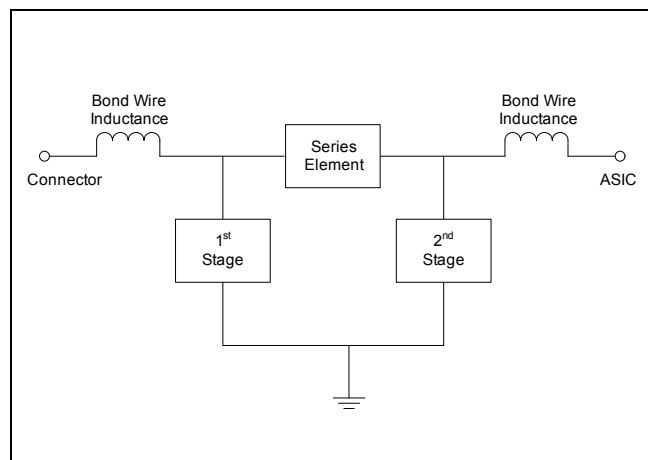 Bond Wire
Inductance
Bond Wire
Inductance
Series
Element
Connector
ASIC
1st
Stage
2nd
Stage